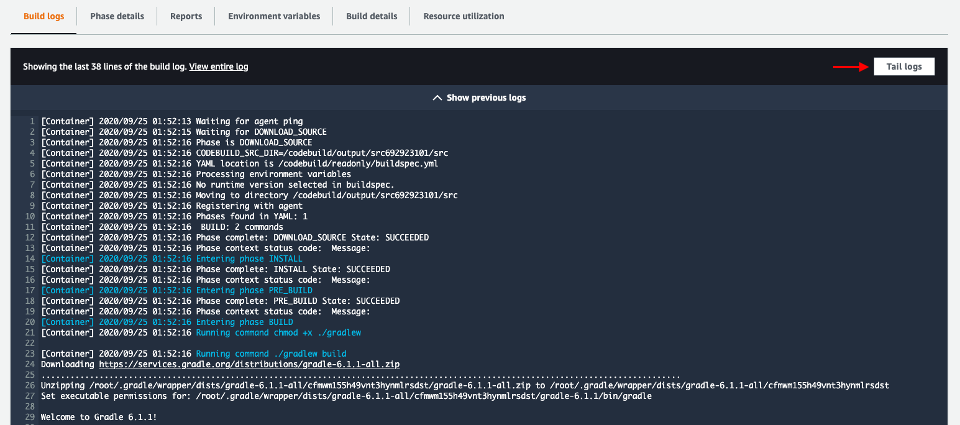 Build logs Phase details Reports Environment variables Build details Resource utilization
Showing the last 38 lines of the build log. View entire log Tail logs
Show previous logs
1 [Container] 2020/09/25 01:52:13 Waiting for agent ping
2 [Container] 2020/09/25 01:52:15 Waiting for DOWNLOAD_SOURCE
3 [Container] 2020/09/25 01:52:16 Phase is DOWNLOAD_SOURCE
4 [Container] 2020/09/25 01:52:16 CODEBUILD_SRC_DIR=/codebuild/output/src692923101/src
5 [Container] 2020/09/25 01:52:16 YAML location is /codebuild/readonly/buildspec.yml
6 [Container] 2020/09/25 01:52:16 Processing environment variables
7 [Container] 2020/09/25 01:52:16 No runtime version selected in buildspec.
8 [Container] 2020/09/25 01:52:16 Moving to directory /codebuild/output/src692923101/src
9 [Container] 2020/09/25 01:52:16 Registering with agent
10 [Container] 2020/09/25 01:52:16 Phases found in YAML: 1
11 [Container] 2020/09/25 01:52:16  BUILD: 2 commands
12 [Container] 2020/09/25 01:52:16 Phase complete: DOWNLOAD_SOURCE State: SUCCEEDED
13 [Container] 2020/09/25 01:52:16 Phase context status code:  Message:
14 [Container] 2020/09/25 01:52:16 Entering phase INSTALL
15 [Container] 2020/09/25 01:52:16 Phase complete: INSTALL State: SUCCEEDED
16 [Container] 2020/09/25 01:52:16 Phase context status code:  Message:
17 [Container] 2020/09/25 01:52:16 Entering phase PRE_BUILD
18 [Container] 2020/09/25 01:52:16 Phase complete: PRE_BUILD State: SUCCEEDED
19 [Container] 2020/09/25 01:52:16 Phase context status code:  Message:
20 [Container] 2020/09/25 01:52:16 Entering phase BUILD
21 [Container] 2020/09/25 01:52:16 Running command chmod +x ./gradlew
22
23 [Container] 2020/09/25 01:52:16 Running command ./gradlew build
24 Downloading https://services.gradle.org/distributions/gradle-6.1.1-all.zip
25 ....................................................................................................................................
26 Unzipping /root/.gradle/wrapper/dists/gradle-6.1.1-all/cfmwm155h49vnt3hynmlrsdst/gradle-6.1.1-all.zip to /root/.gradle/wrapper/dists/gradle-6.1.1-all/cfmwm155h49vnt3hynmlrsdst
27 Set executable permissions for: /root/.gradle/wrapper/dists/gradle-6.1.1-all/cfmwm155h49vnt3hynmlrsdst/gradle-6.1.1/bin/gradle
28
29 Welcome to Gradle 6.1.1!